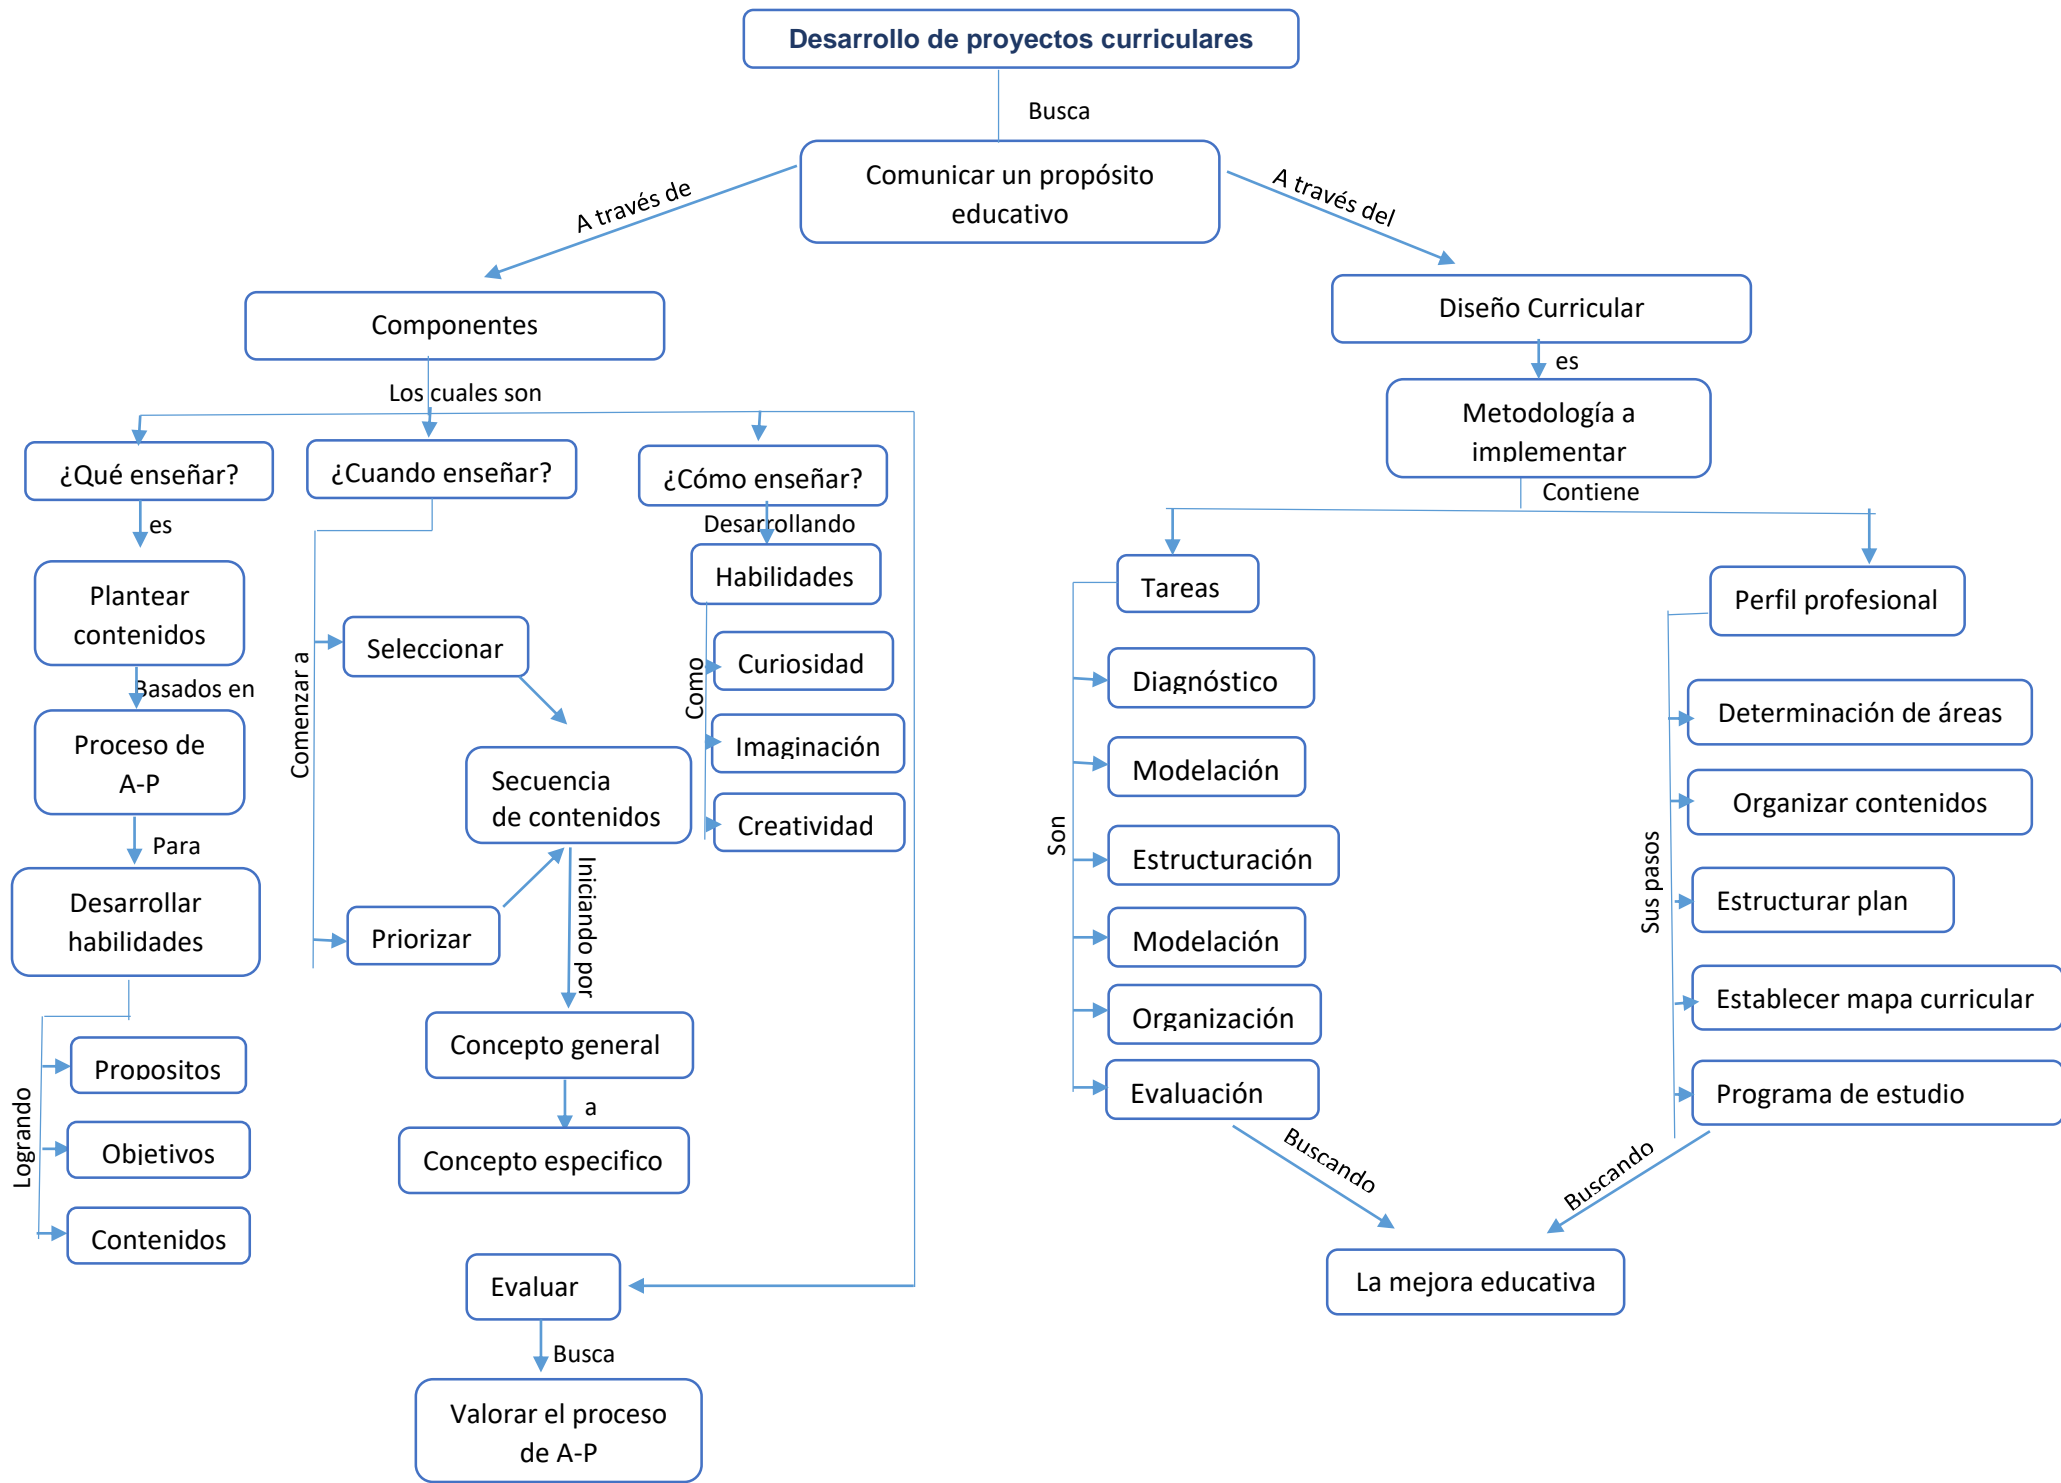 Desarrollo de proyectos curriculares
Busca
Comunicar un propósito
educativo
A través de
A través del
Componentes
Los cuales son
¿Qué enseñar?
es
Plantear
contenidos
Basados en
Proceso de
A-P
Para
Desarrollar
habilidades
Logrando
Propositos
Objetivos
Contenidos
¿Cuando enseñar?
Comenzar a
Seleccionar
Priorizar
Secuencia
de contenidos
Iniciando por
Concepto general
a
Concepto especifico
¿Cómo enseñar?
Desarrollando
Habilidades
Como
Curiosidad
Imaginación
Creatividad
Evaluar
Busca
Valorar el proceso
de A-P
Diseño Curricular
es
Metodología a
implementar
Contiene
Tareas
Son
Diagnóstico
Modelación
Estructuración
Modelación
Organización
Evaluación
Buscando
Perfil profesional
Sus pasos
Determinación de áreas
Organizar contenidos
Estructurar plan
Establecer mapa curricular
Programa de estudio
Buscando
La mejora educativa